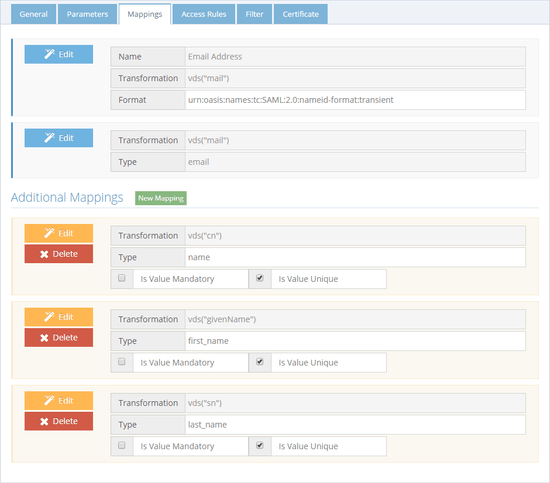 General Parameters Mappings Access Rules Filter Certificate
Edit Name Email Address
Transformation vds("mail")
Format urn:oasis:names:tc:SAML:2.0:nameid-format:transient
Edit Transformation vds("mail")
Type email
Additional Mappings New Mapping
Edit Transformation vds("cn")
Delete Type name
Is Value Mandatory Is Value Unique
Edit Transformation vds("givenName")
Delete Type first_name
Is Value Mandatory Is Value Unique
Edit Transformation vds("sn")
Delete Type last_name
Is Value Mandatory Is Value Unique